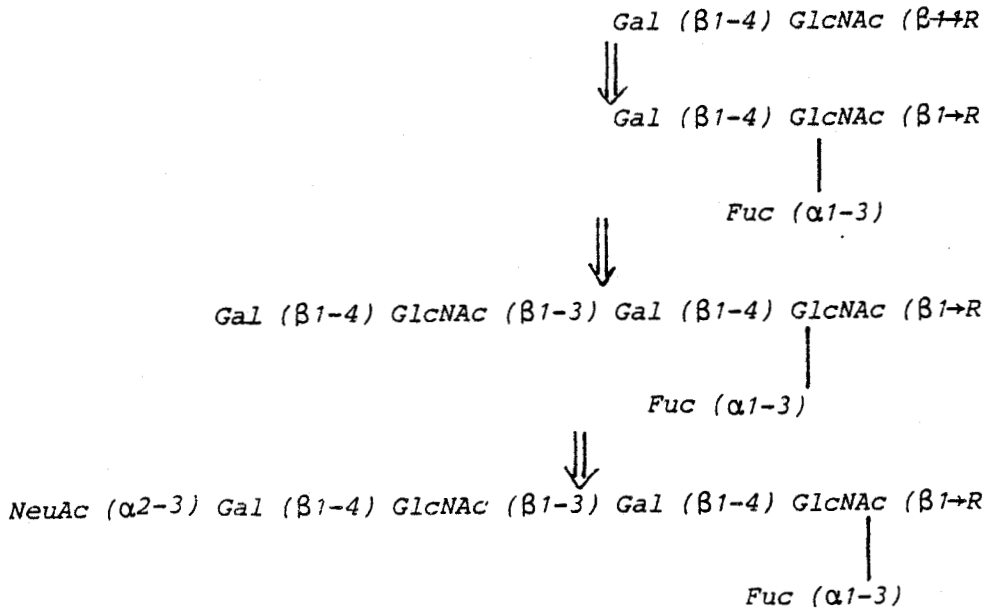 Gal (β1-4) GlcNAc (β1→R
Gal (β1-4) GlcNAc (β1→R
Fuc (α1-3)
Gal (β1-4) GlcNAc (β1-3) Gal (β1-4) GlcNAc (β1→R
Fuc (α1-3)
NeuAc (α2-3) Gal (β1-4) GlcNAc (β1-3) Gal (β1-4) GlcNAc (β1→R
Fuc (α1-3)